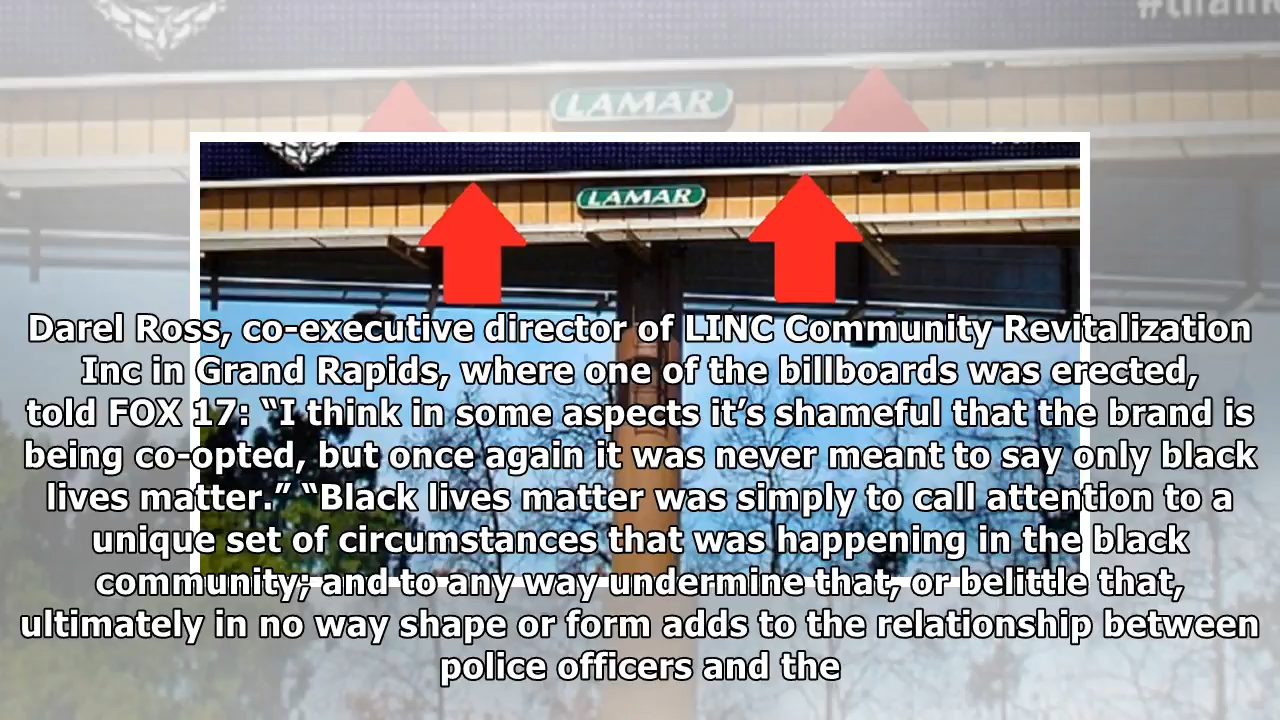 LAMAR
LAMAR
Darel Ross, co-executive director of LINC Community Revitalization
Inc in Grand Rapids, where one of the billboards was erected,
told FOX 17: “I think in some aspects it’s shameful that the brand is
being co-opted, but once again it was never meant to say only black
lives matter.” “Black lives matter was simply to call attention to a
unique set of circumstances that was happening in the black
community; and to any way undermine that, or belittle that,
ultimately in no way shape or form adds to the relationship between
police officers and the